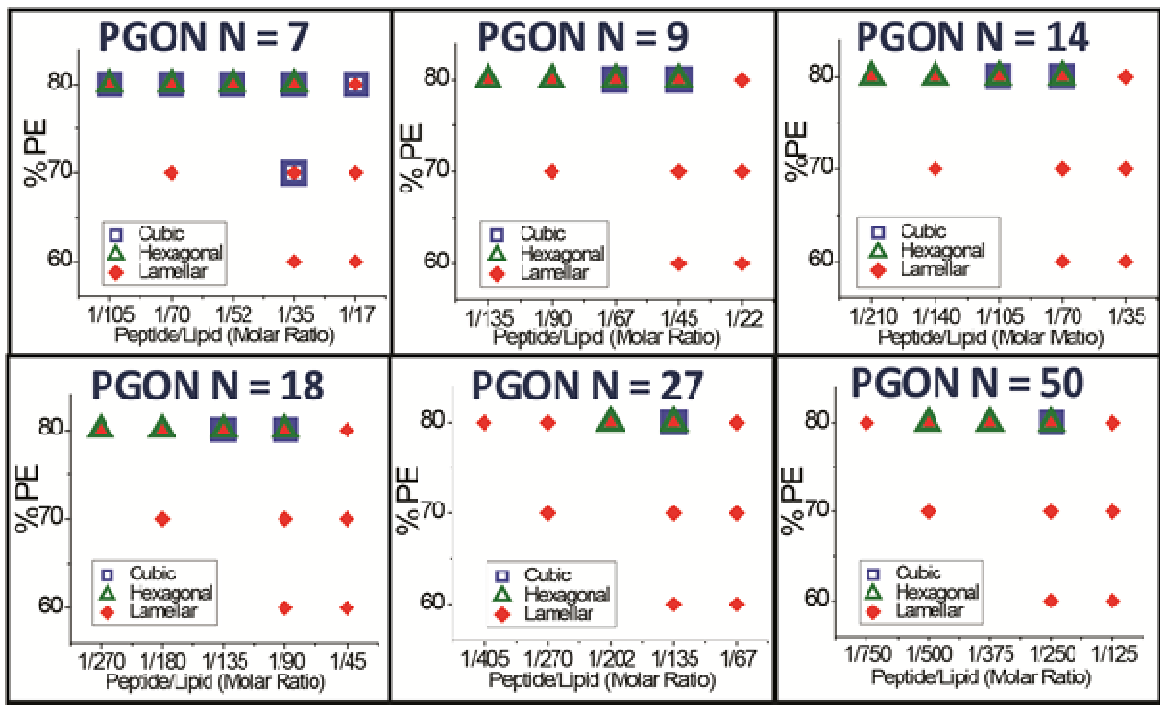 PGON N = 7
80
70
60
% PE
Cubic
Hexagonal
Lamellar
1/105 1/70 1/52 1/35 1/17
Peptide/Lipid (Molar Ratio)
PGON N = 9
80
70
60
% PE
Cubic
Hexagonal
Lamellar
1/135 1/90 1/67 1/45 1/22
Peptide/Lipid (Molar Ratio)
PGON N = 14
80
70
60
% PE
Cubic
Hexagonal
Lamellar
1/210 1/140 1/105 1/70 1/35
Peptide/Lipid (Molar Matio)
PGON N = 18
80
70
60
% PE
Cubic
Hexagonal
Lamellar
1/270 1/180 1/135 1/90 1/45
Peptide/Lipid (Molar Ratio)
PGON N = 27
80
70
60
% PE
Cubic
Hexagonal
Lamellar
1/405 1/270 1/202 1/135 1/67
Peptide/Lipid (Molar Ratio)
PGON N = 50
80
70
60
% PE
Cubic
Hexagonal
Lamellar
1/750 1/500 1/375 1/250 1/125
Peptide/Lipid (Molar Ratio)